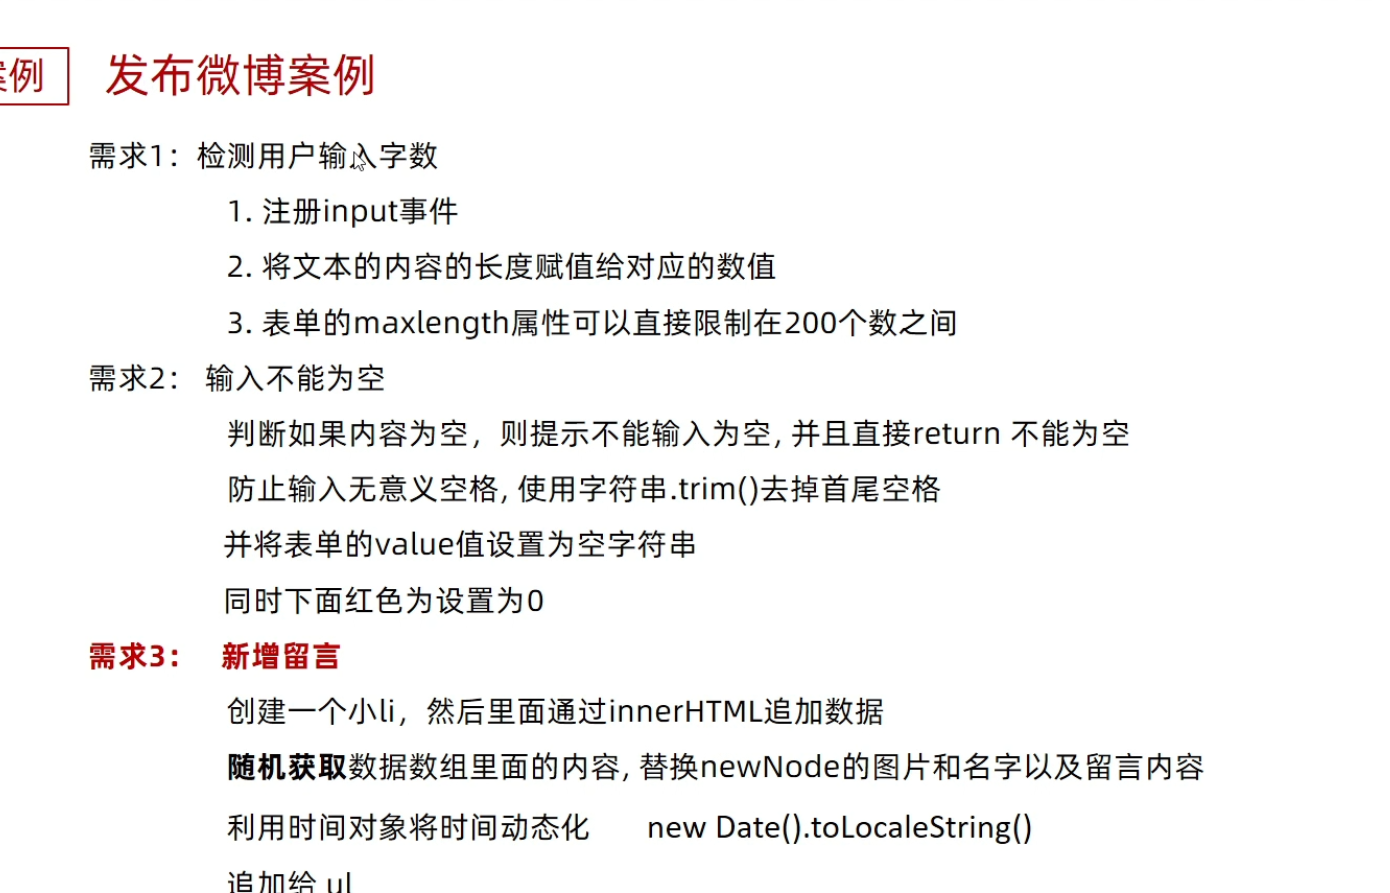 案例
发布微博案例
需求1：检测用户输入字数
1. 注册input事件
2. 将文本的内容的长度赋值给对应的数值
3. 表单的maxlength属性可以直接限制在200个数之间
需求2： 输入不能为空
判断如果内容为空，则提示不能输入为空, 并且直接return 不能为空
防止输入无意义空格, 使用字符串.trim()去掉首尾空格
并将表单的value值设置为空字符串
同时下面红色为设置为0
需求3： 新增留言
创建一个小li，然后里面通过innerHTML追加数据
随机获取数据数组里面的内容, 替换newNode的图片和名字以及留言内容
利用时间对象将时间动态化 new Date().toLocaleString()
追加给 ul